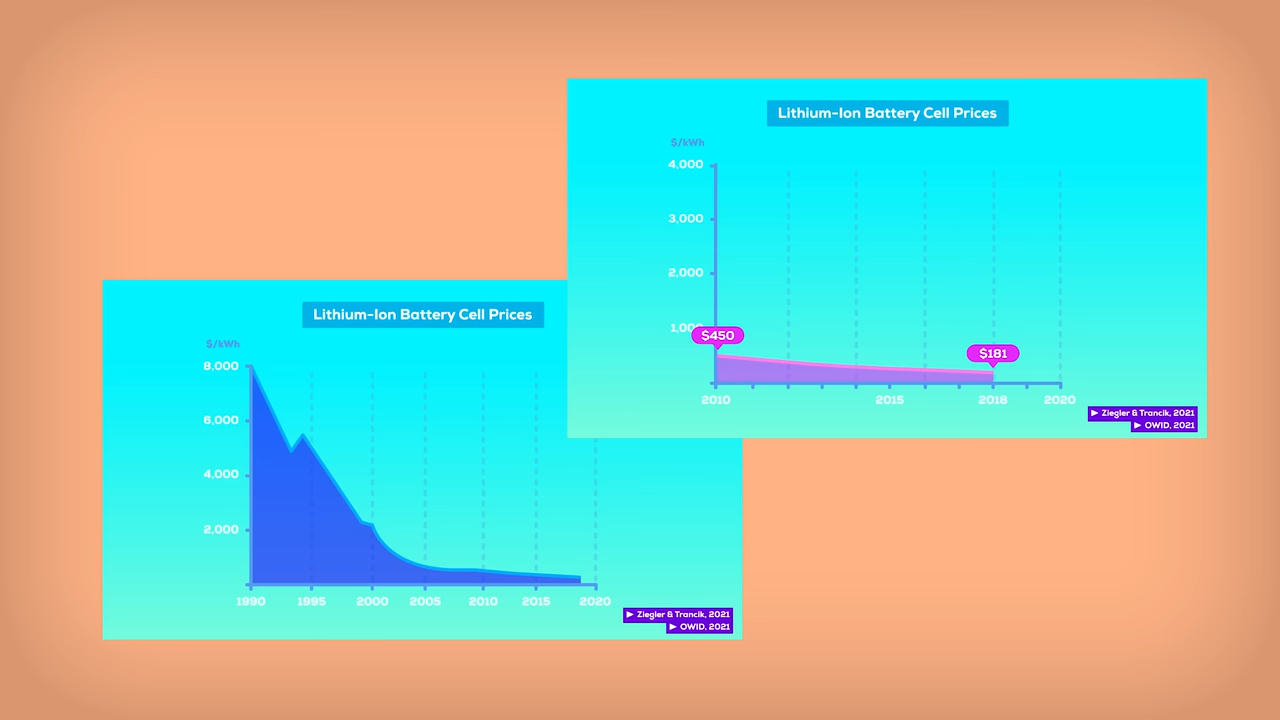 Lithium-Ion Battery Cell Prices
$/kWh
4,000
3,000
2,000
$450
$181
2010 2015 2018 2020
▶ Ziegler & Trancik, 2021
▶ OWID, 2021
Lithium-Ion Battery Cell Prices
$/kWh
8,000
6,000
4,000
2,000
1990 1995 2000 2005 2010 2015 2020
▶ Ziegler & Trancik, 2021
▶ OWID, 2021